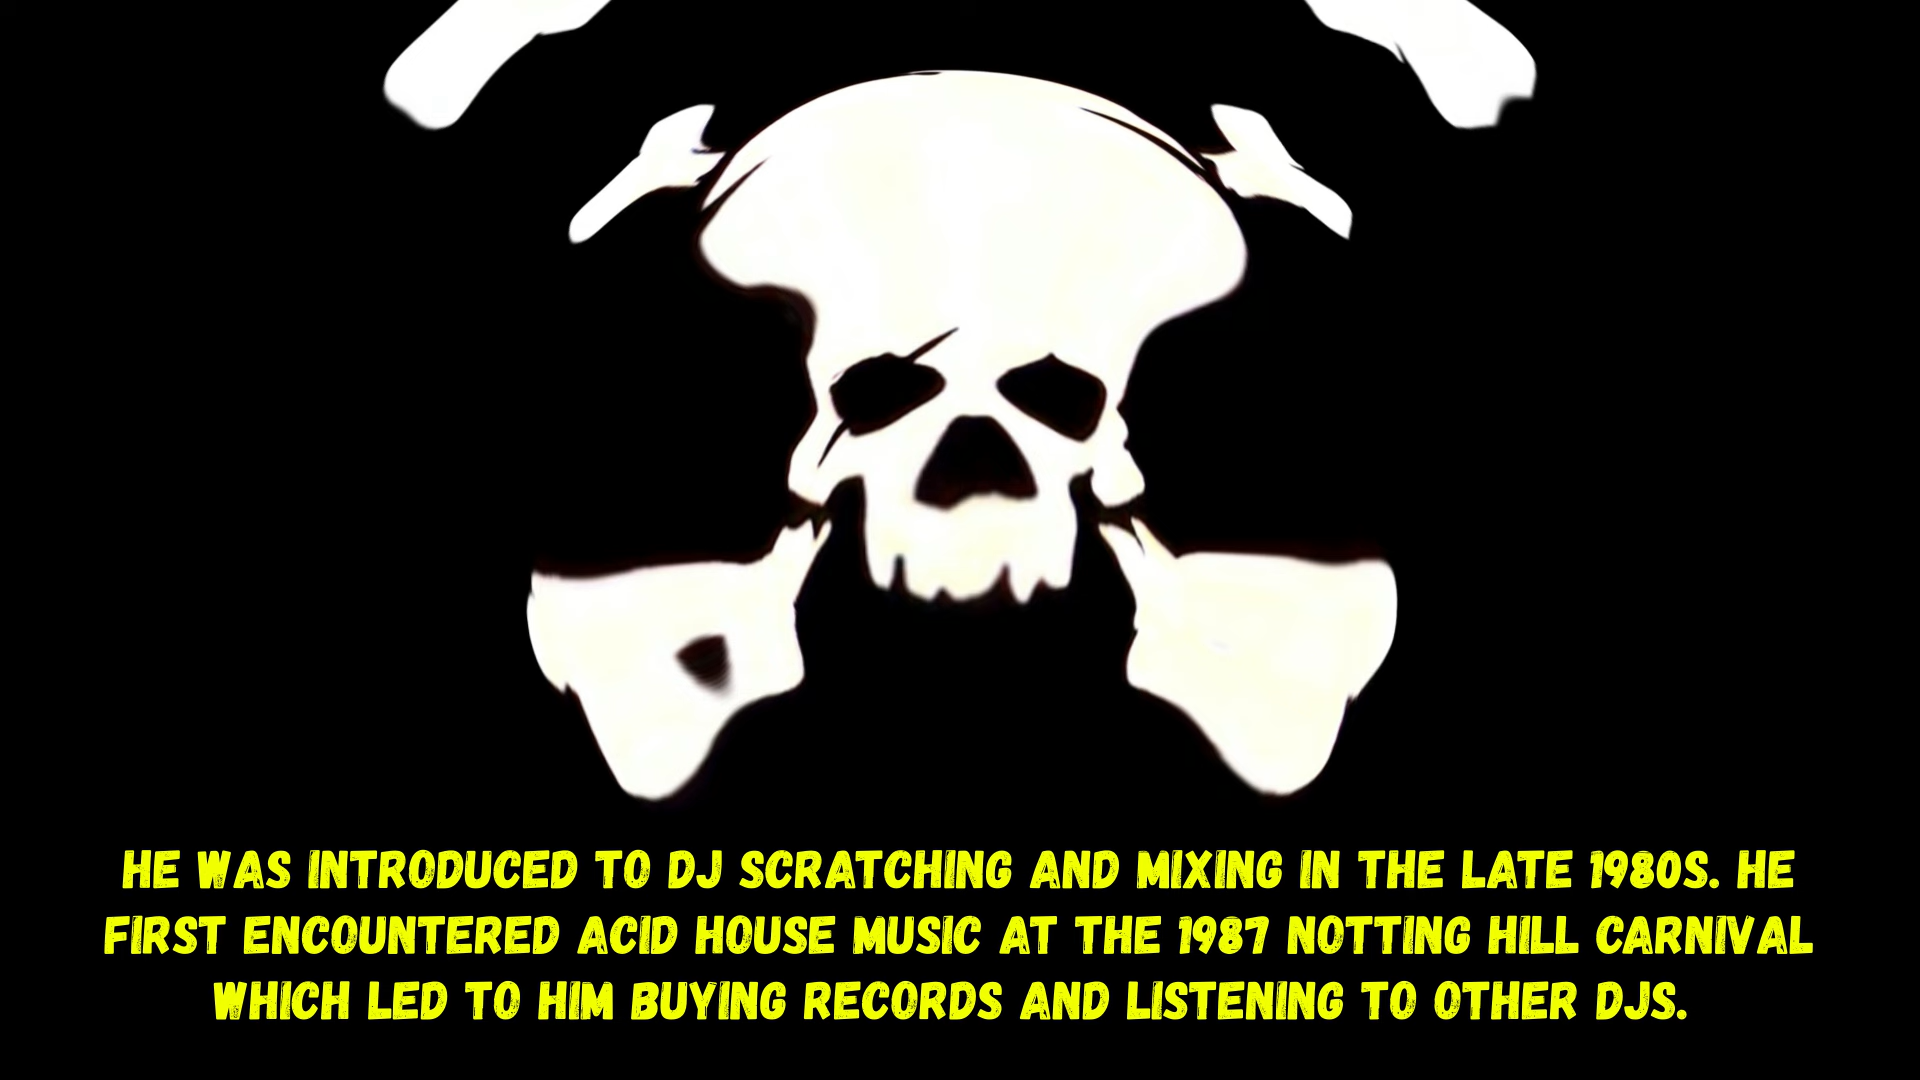 HE WAS INTRODUCED TO DJ SCRATCHING AND MIXING IN THE LATE 1980S. HE
FIRST ENCOUNTERED ACID HOUSE MUSIC AT THE 1987 NOTTING HILL CARNIVAL
WHICH LED TO HIM BUYING RECORDS AND LISTENING TO OTHER DJS.